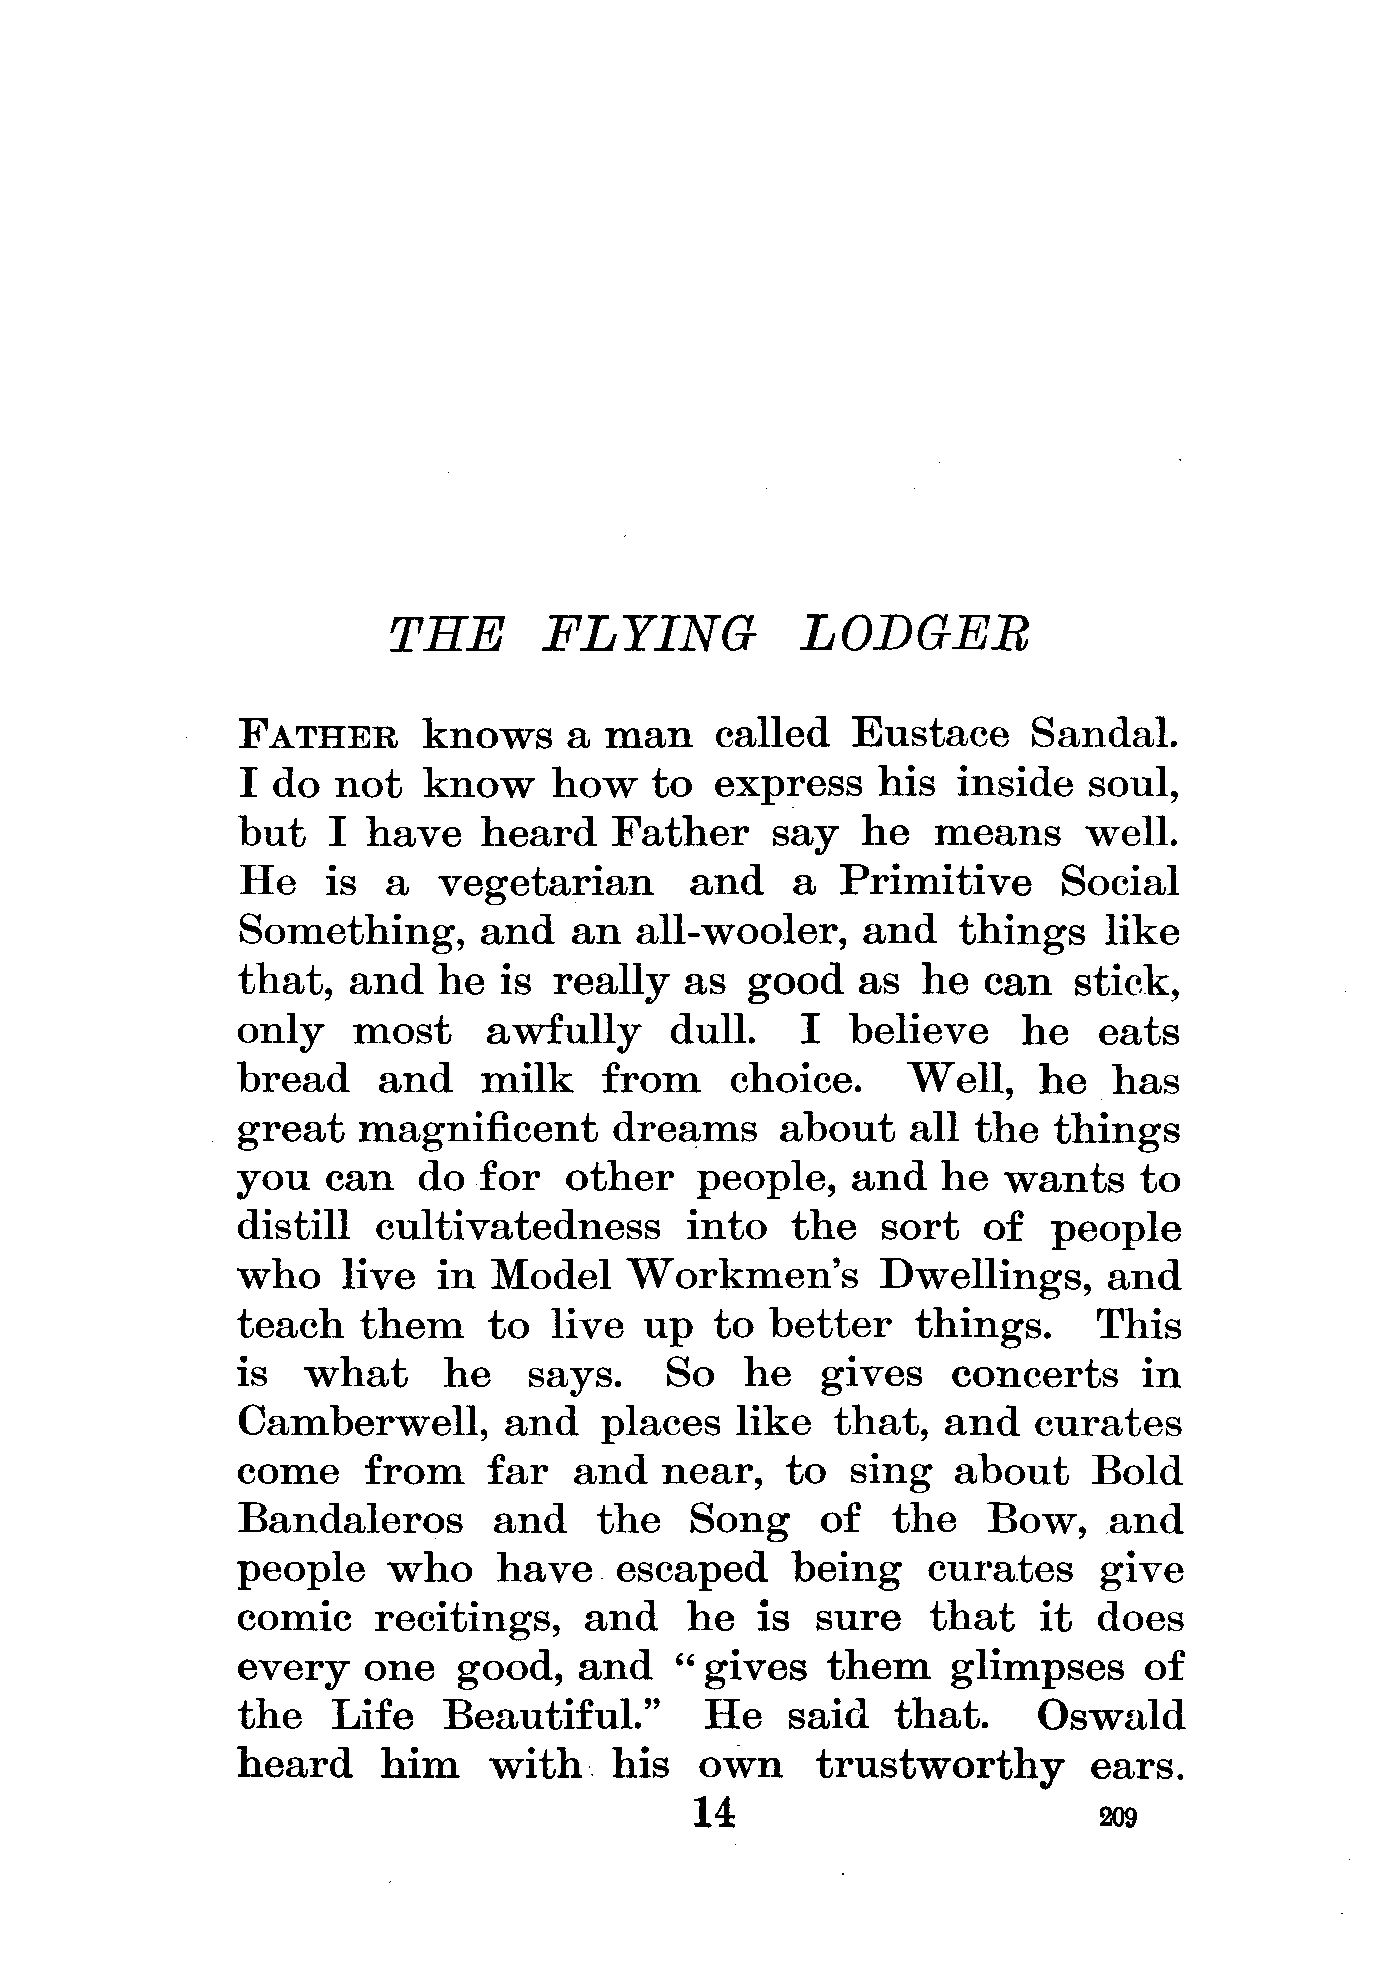 THE FLYING LODGER
FATHER knows a man called Eustace Sandal.
I do not know how to express his inside soul,
but I have heard Father say he means well.
He is a vegetarian and a Primitive Social
Something, and an all-wooler, and things like
that, and he is really as good as he can stick,
only most awfully dull. I believe he eats
bread and milk from choice. Well, he has
great magnificent dreams about all the things
you can do for other people, and he wants to
distill cultivatedness into the sort of people
who live in Model Workmen's Dwellings, and
teach them to live up to better things. This
is what he says. So he gives concerts in
Camberwell, and places like that, and curates
come from far and near, to sing about Bold
Bandaleros and the Song of the Bow, and
people who have escaped being curates give
comic recitings, and he is sure that it does
every one good, and "gives them glimpses of
the Life Beautiful." He said that. Oswald
heard him with his own trustworthy ears.
14 209